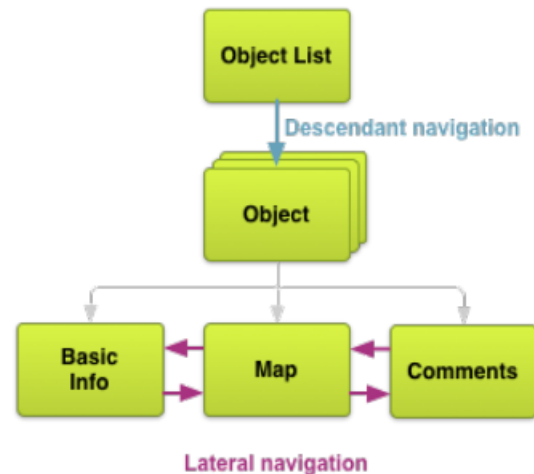 Object List
Descendant navigation
Object
Basic
Info
Map
Comments
Lateral navigation